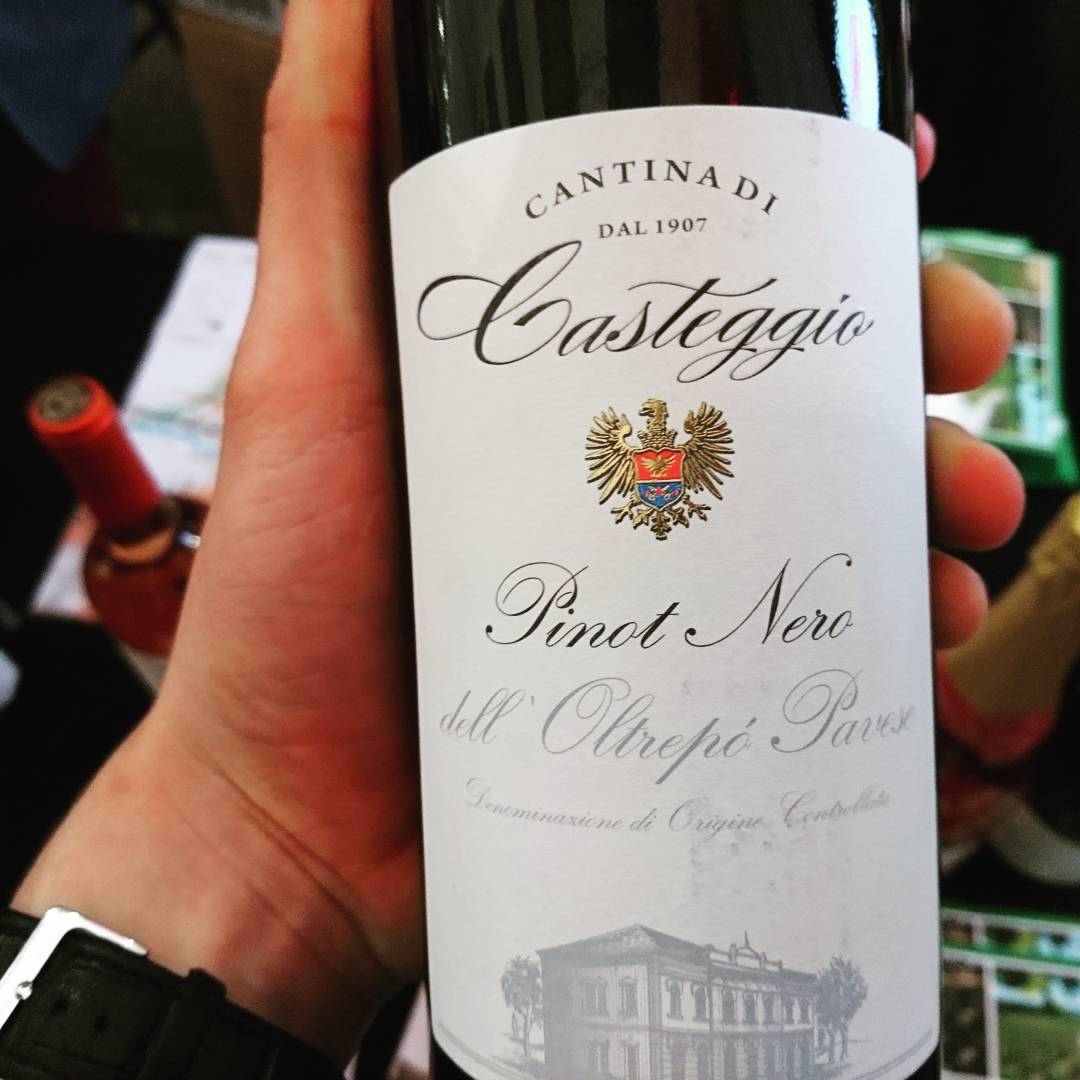 CANTINA DI
DAL 1907
Casteggio
Pinot Nero
dell' Oltrepó Pavese
Denominazione di Origine Controllata